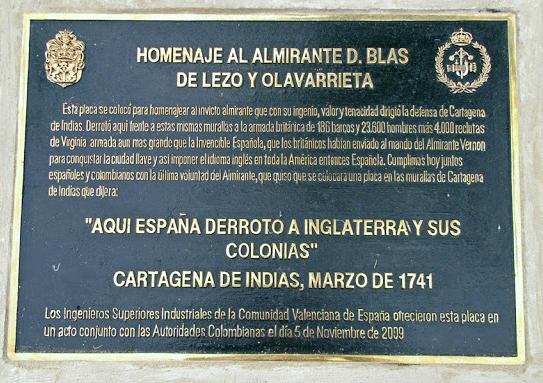 HOMENAJE AL ALMIRANTE D. BLAS
DE LEZO Y OLAVARRIETA
Esta placa se colocó para homenajear al invicto almirante que con su ingenio, valor y tenacidad dirigió la defensa de Cartagena
de Indias. Derrotó aquí frente a estas mismas murallas a la armada británica de 186 barcos y 23.600 hombres más 4.000 reclutas
de Virginia armada aun mas grande que la Invencible Española, que los británicos habían enviado al mando del Almirante Vernon
para conquistar la ciudad llave y así imponer el idioma inglés en toda la América entonces Española. Cumplimos hoy juntos
españoles y colombianos con la última voluntad del Almirante, que quiso que se colocara una placa en las murallas de Cartagena
de Indias que dijera:
"AQUI ESPAÑA DERROTÓ A INGLATERRA Y SUS
COLONIAS"
CARTAGENA DE INDIAS, MARZO DE 1741
Los Ingenieros Superiores Industriales de la Comunidad Valenciana de España ofrecieron esta placa en
un acto conjunto con las Autoridades Colombianas el día 5 de Noviembre de 2009